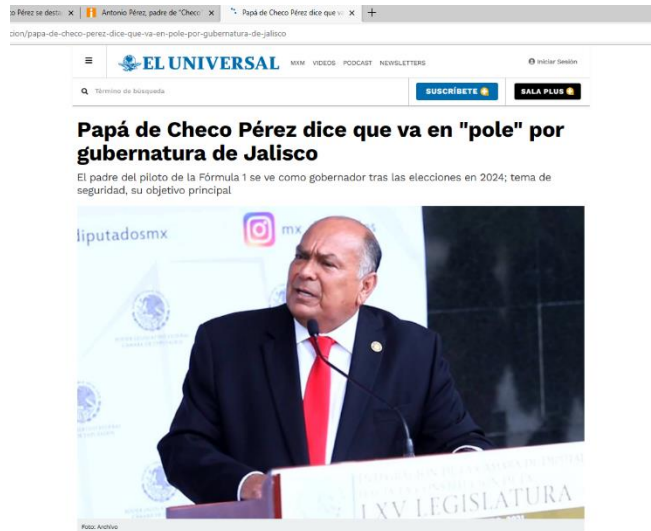 o Pérez se desta
Antonio Pérez, padre de "Checo"
Papá de Checo Pérez dice que v
cion/papa-de-checo-perez-dice-que-va-en-pole-por-gubernatura-de-jalisco
EL UNIVERSAL MXM VIDEOS PODCAST NEWSLETTERS Iniciar Sesión
Término de búsqueda SUSCRÍBETE SALA PLUS
Papá de Checo Pérez dice que va en "pole" por
gubernatura de Jalisco
El padre del piloto de la Fórmula 1 se ve como gobernador tras las elecciones en 2024; tema de
seguridad, su objetivo principal
diputadosmx
mx
LXV LEGISLATURA
Foto: Archivo